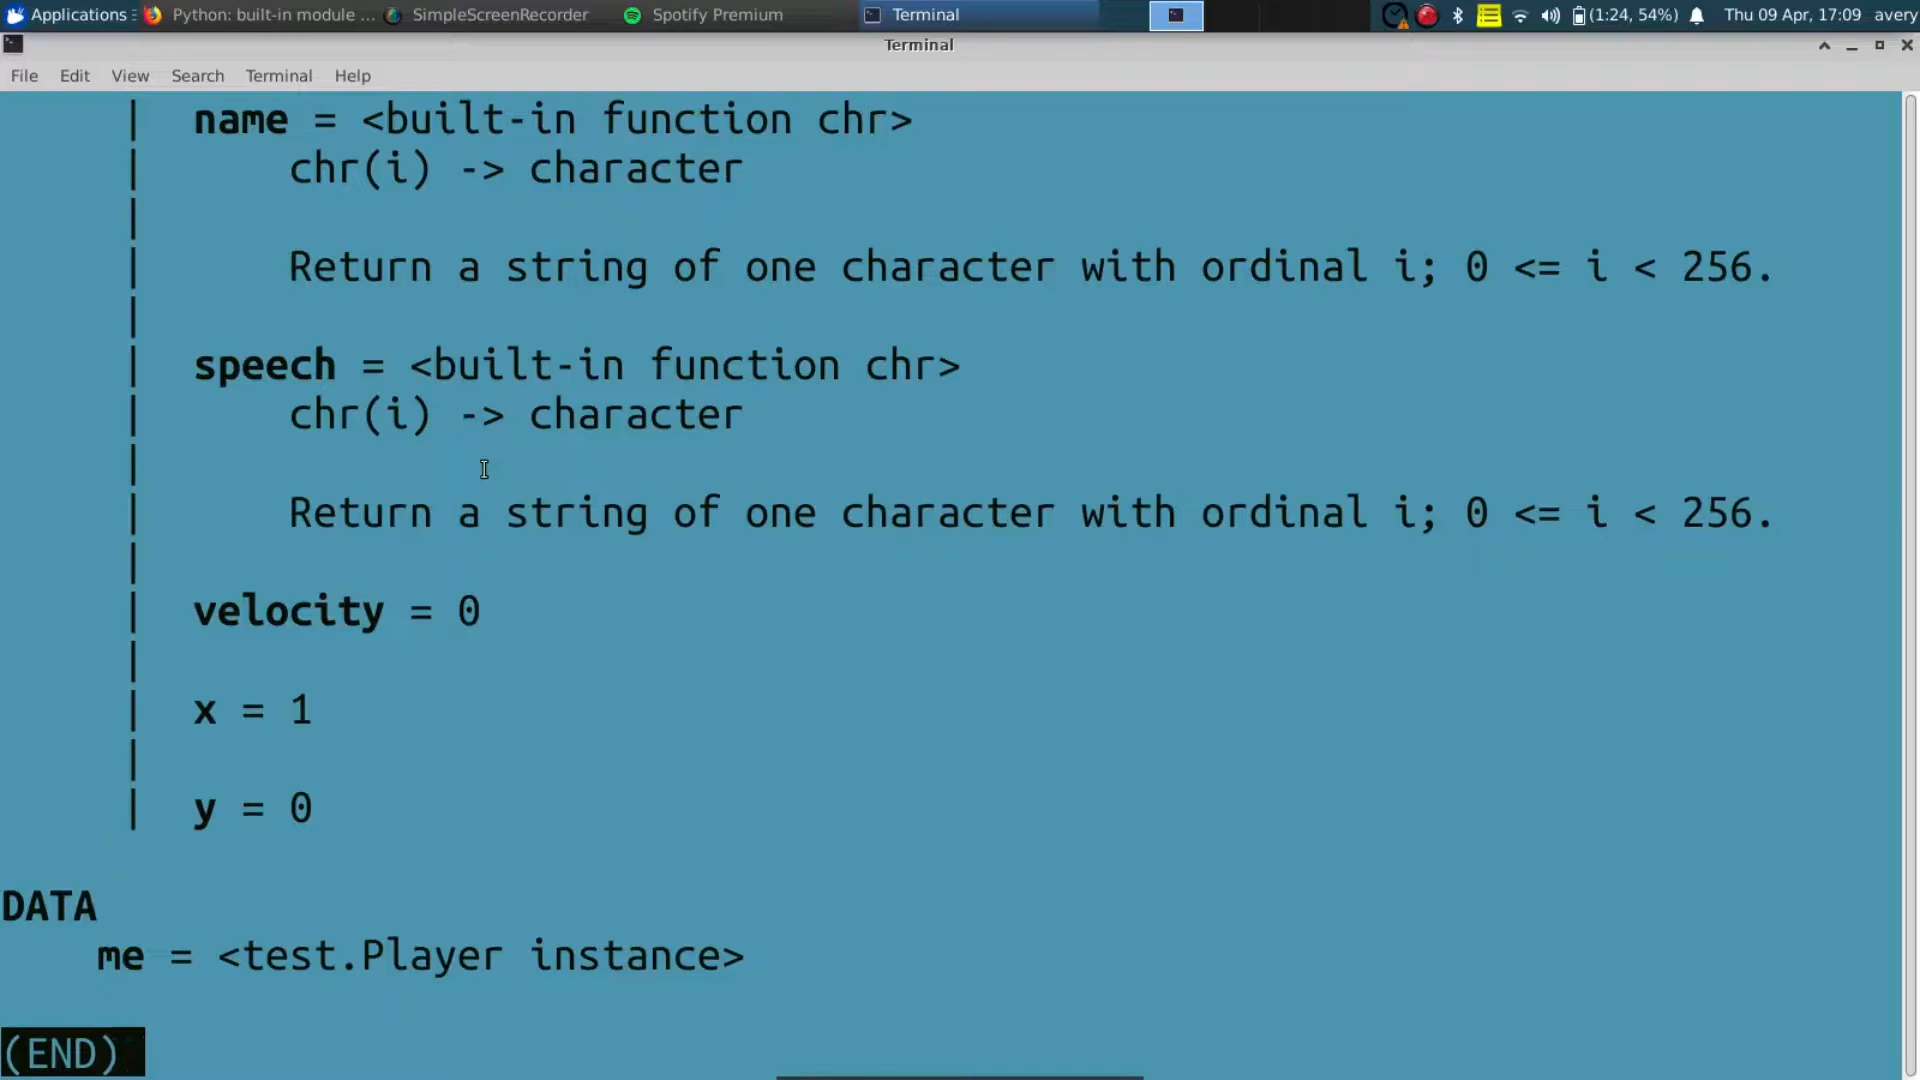 Applications Python: built-in module ... SimpleScreenRecorder Spotify Premium Terminal (1:24, 54%) Thu 09 Apr, 17:09 avery
Terminal
File Edit View Search Terminal Help
| name = <built-in function chr>
| chr(i) -> character
|
| Return a string of one character with ordinal i; 0 <= i < 256.
|
| speech = <built-in function chr>
| chr(i) -> character
|
| Return a string of one character with ordinal i; 0 <= i < 256.
|
| velocity = 0
|
| x = 1
|
| y = 0
DATA
me = <test.Player instance>
(END)